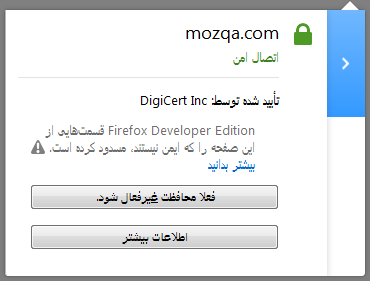 mozqa.com
اتصال امن
تأیید شده توسط: DigiCert Inc
Firefox Developer Edition قسمت‌هایی از
این صفحه را که ایمن نیستند، مسدود کرده است.
بیشتر بدانید
فعلا محافظت غیرفعال شود.
اطلاعات بیشتر